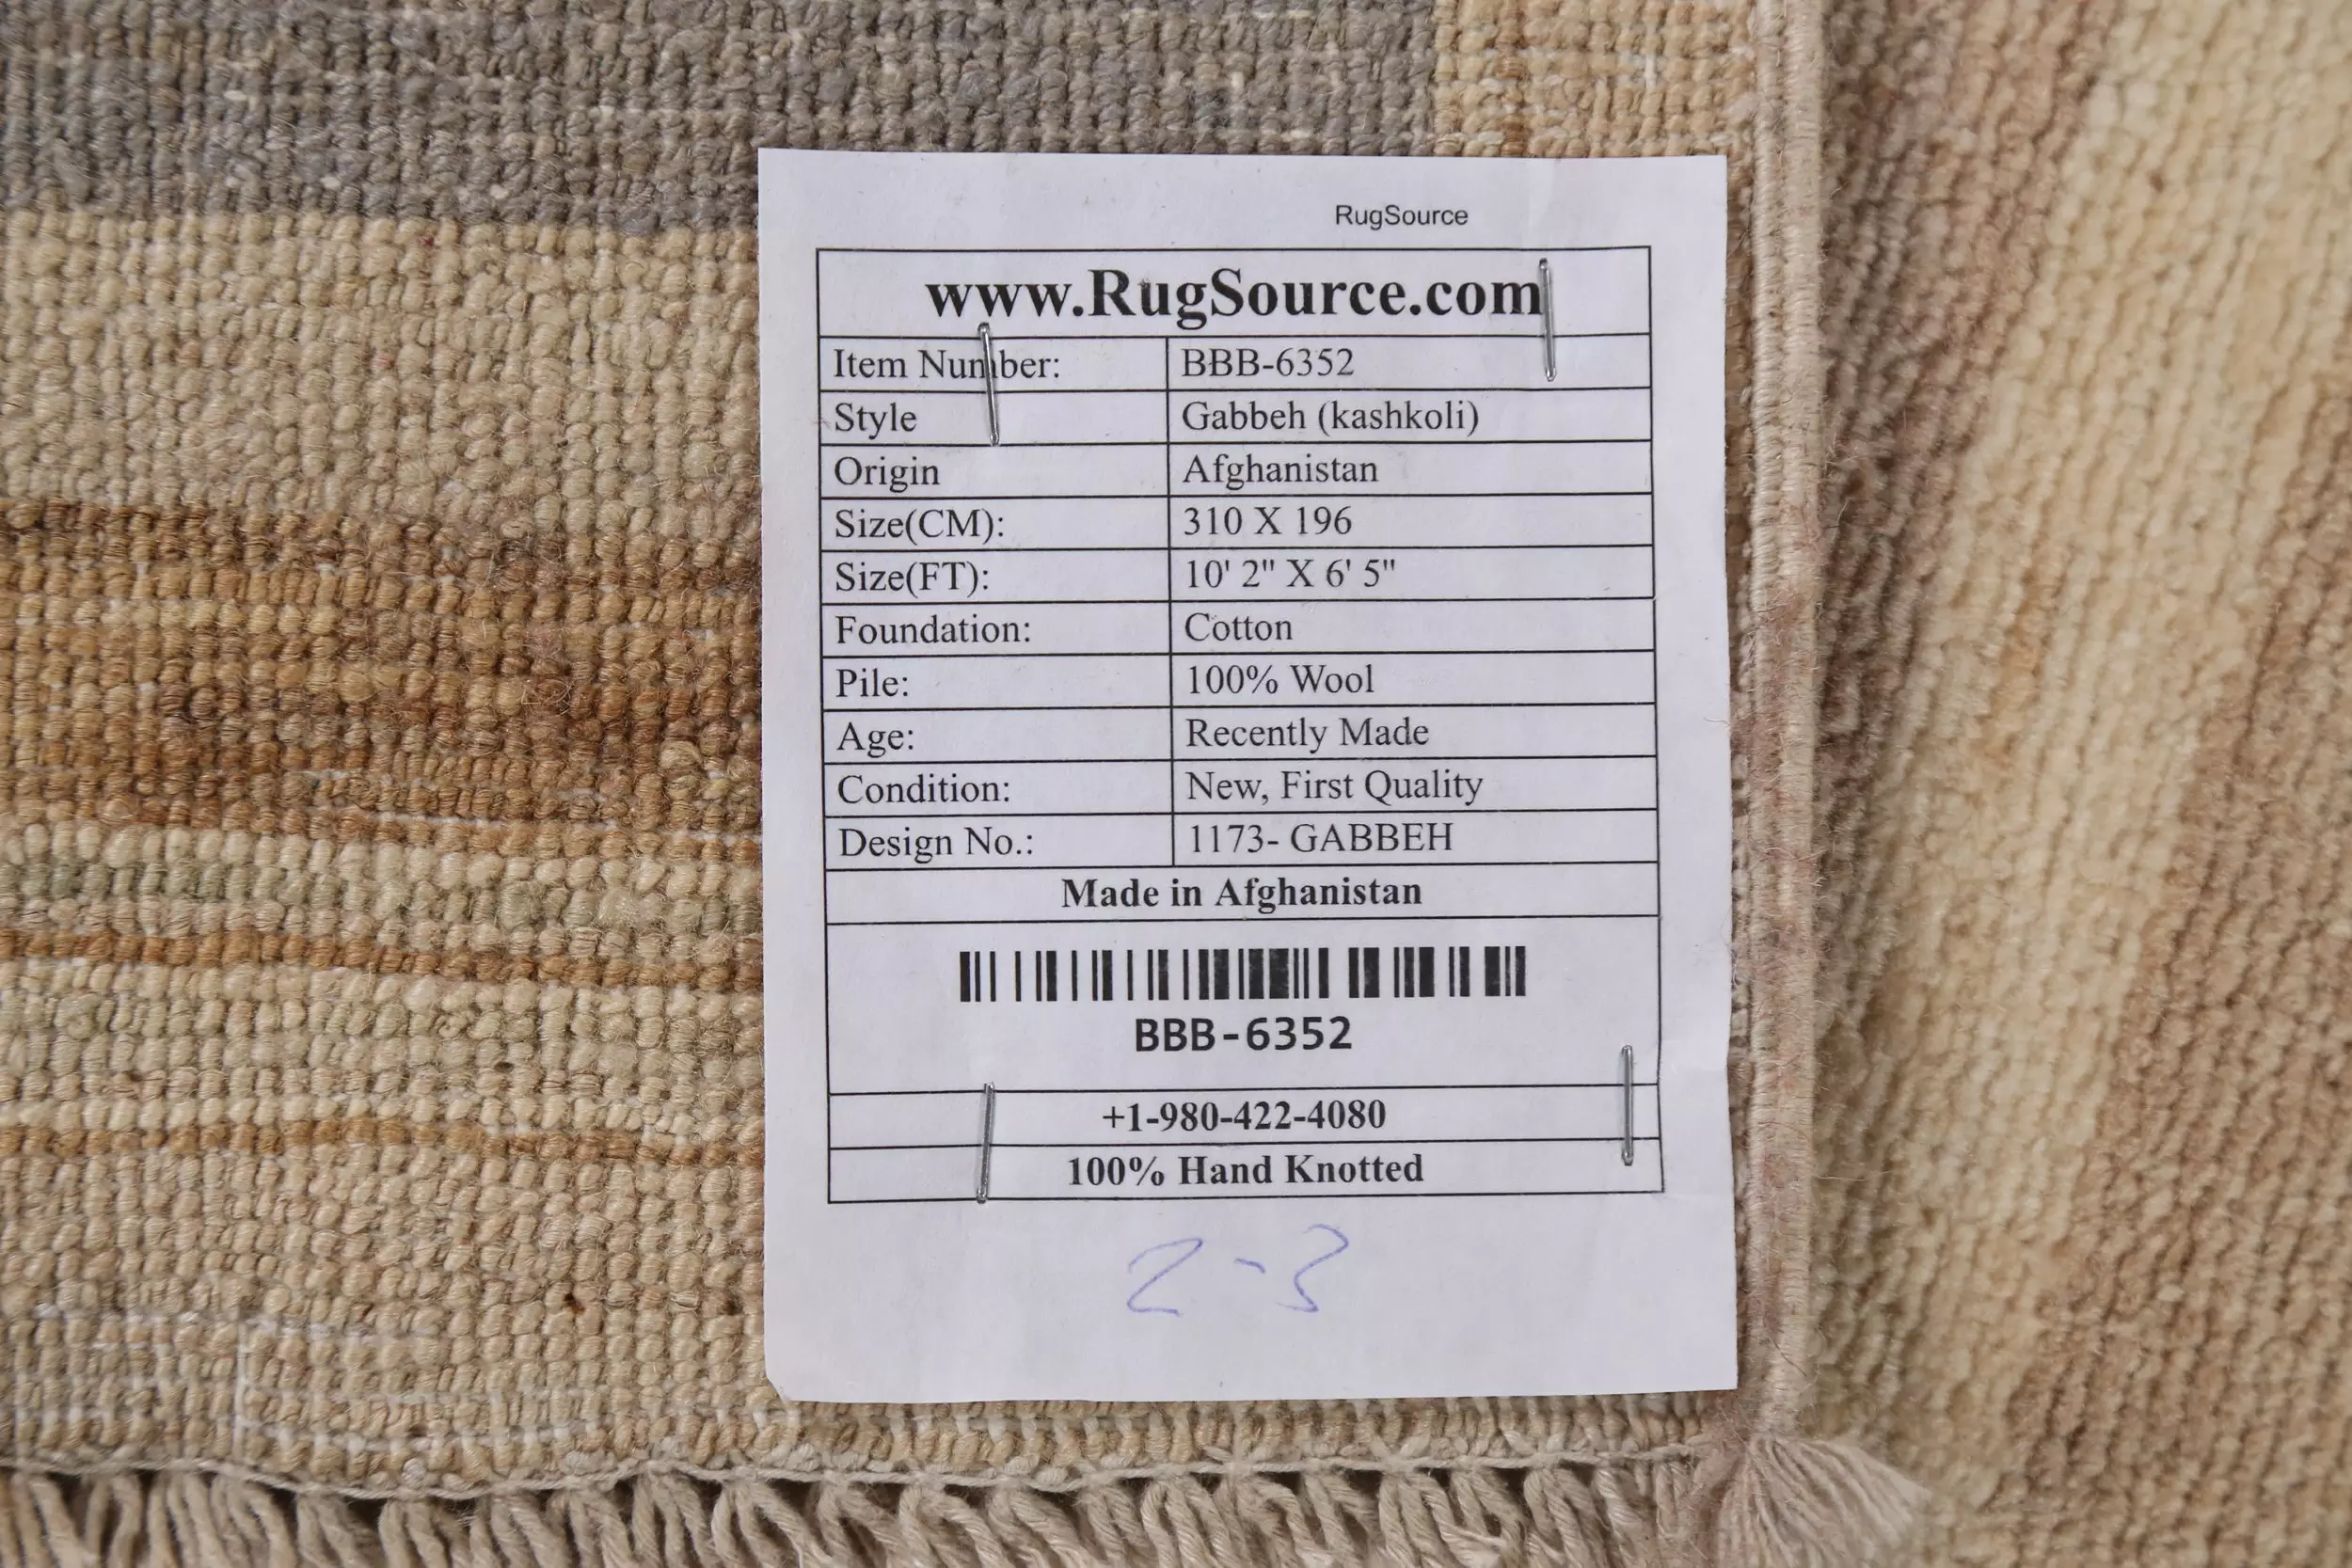 RugSource
www.RugSource.com
Item Number: BBB-6352
Style Gabbeh (kashkoli)
Origin Afghanistan
Size(CM): 310 X 196
Size(FT): 10' 2" X 6' 5"
Foundation: Cotton
Pile: 100% Wool
Age: Recently Made
Condition: New, First Quality
Design No.: 1173- GABBEH
Made in Afghanistan
BBB-6352
+1-980-422-4080
100% Hand Knotted
2-3